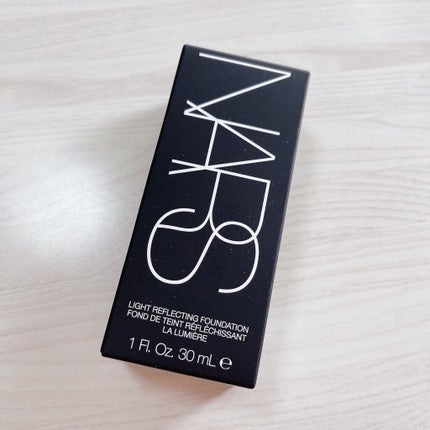 NARS
LIGHT REFLECTING FOUNDATION
FOND DE TEINT RÉFLÉCHISSANT
LA LUMIÈRE
1 Fl. Oz. 30 mL ℮